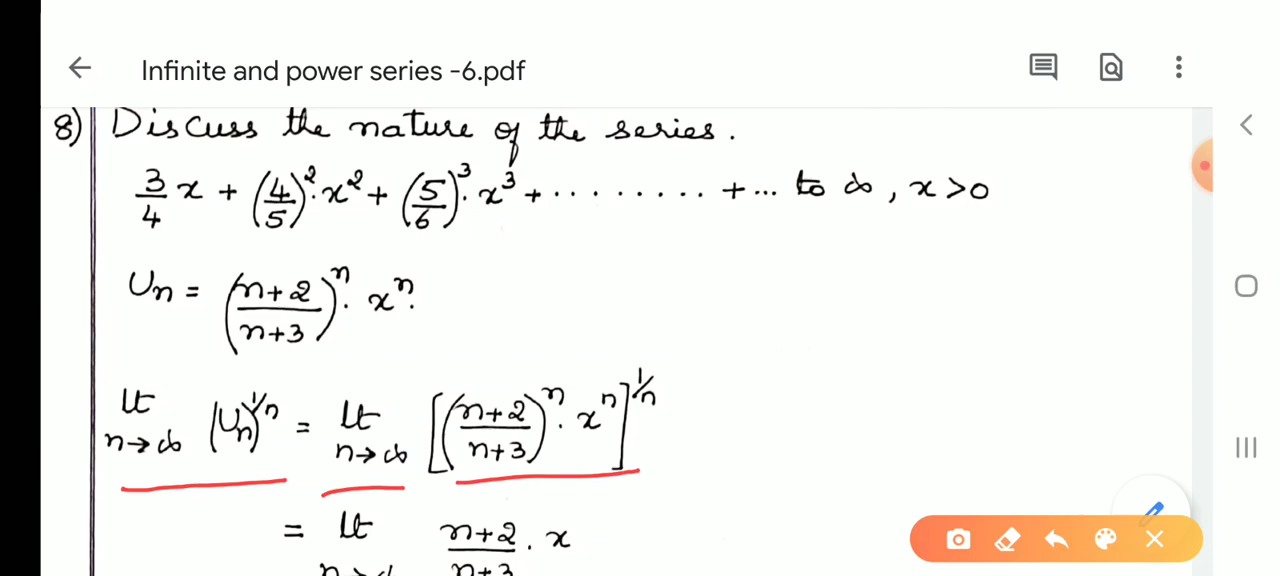 Infinite and power series -6.pdf
8) Discuss the nature of the series.
3/4 x + (4/5)^2 . x^2 + (5/6)^3 . x^3 + ......... + ... to ∞, x>0
Un = ((n+2)/(n+3))^n . x^n.
lt n→∞ (Un)^1/n = lt n→∞ [((n+2)/(n+3))^n . x^n]^1/n
= lt n→∞ (n+2)/(n+3) . x